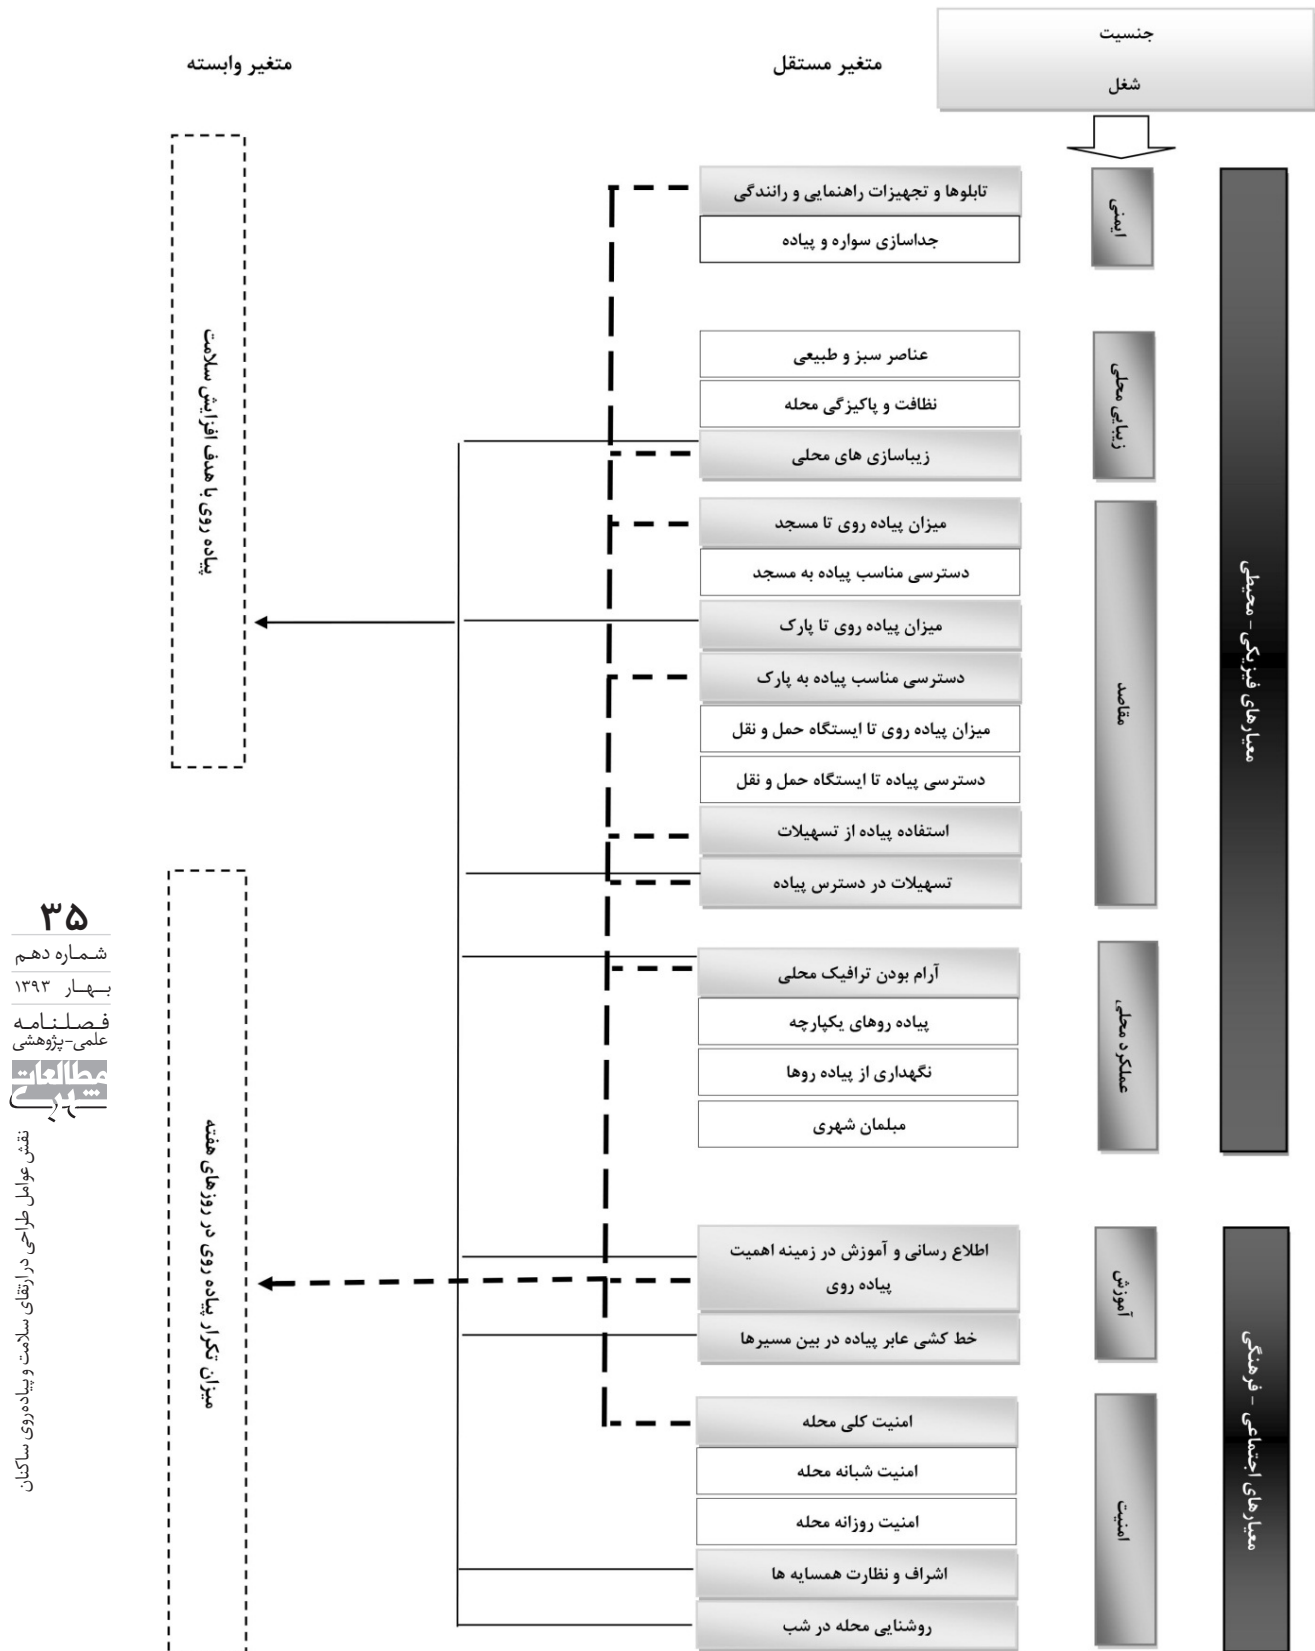 جنسیت
شغل
متغیر مستقل
متغیر وابسته
معیارهای فیزیکی - محیطی
ایمنی
تابلوها و تجهیزات راهنمایی و رانندگی
جداسازی سواره و پیاده
زیبایی محلی
عناصر سبز و طبیعی
نظافت و پاکیزگی محله
زیباسازی های محلی
مقاصد
میزان پیاده روی تا مسجد
دسترسی مناسب پیاده به مسجد
میزان پیاده روی تا پارک
دسترسی مناسب پیاده به پارک
میزان پیاده روی تا ایستگاه حمل و نقل
دسترسی پیاده تا ایستگاه حمل و نقل
استفاده پیاده از تسهیلات
تسهیلات در دسترس پیاده
عملکرد محلی
آرام بودن ترافیک محلی
پیاده روهای یکپارچه
نگهداری از پیاده روها
مبلمان شهری
معیارهای اجتماعی - فرهنگی
آموزش
اطلاع رسانی و آموزش در زمینه اهمیت
پیاده روی
خط کشی عابر پیاده در بین مسیرها
امنیت
امنیت کلی محله
امنیت شبانه محله
امنیت روزانه محله
اشراف و نظارت همسایه ها
روشنایی محله در شب
پیاده روی با هدف افزایش سلامت
میزان تکرار پیاده روی در روزهای هفته
۳۵
شماره دهم
بهار ۱۳۹۳
فصلنامه
علمی-پژوهشی
مطالعات
شهری
نقش عوامل طراحی در ارتقای سلامت و پیاده‌روی ساکنان